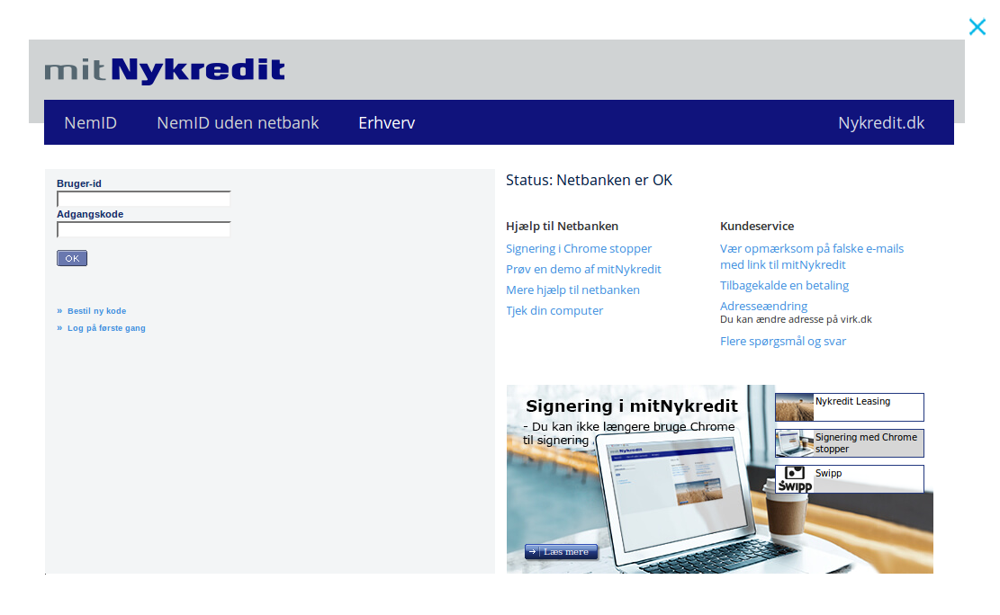 mit Nykredit
NemID
NemID uden netbank
Erhverv
Nykredit.dk
Bruger-id
Adgangskode
OK
» Bestil ny kode
» Log på første gang
Status: Netbanken er OK
Hjælp til Netbanken
Signering i Chrome stopper
Prøv en demo af mitNykredit
Mere hjælp til netbanken
Tjek din computer
Kundeservice
Vær opmærksom på falske e-mails
med link til mitNykredit
Tilbagekalde en betaling
Adresseændring
Du kan ændre adresse på virk.dk
Flere spørgsmål og svar
Signering i mitNykredit
- Du kan ikke længere bruge Chrome
til signering .
mit Nykredit
Læs mere
Nykredit Leasing
Signering med Chrome
stopper
Swipp
Swipp